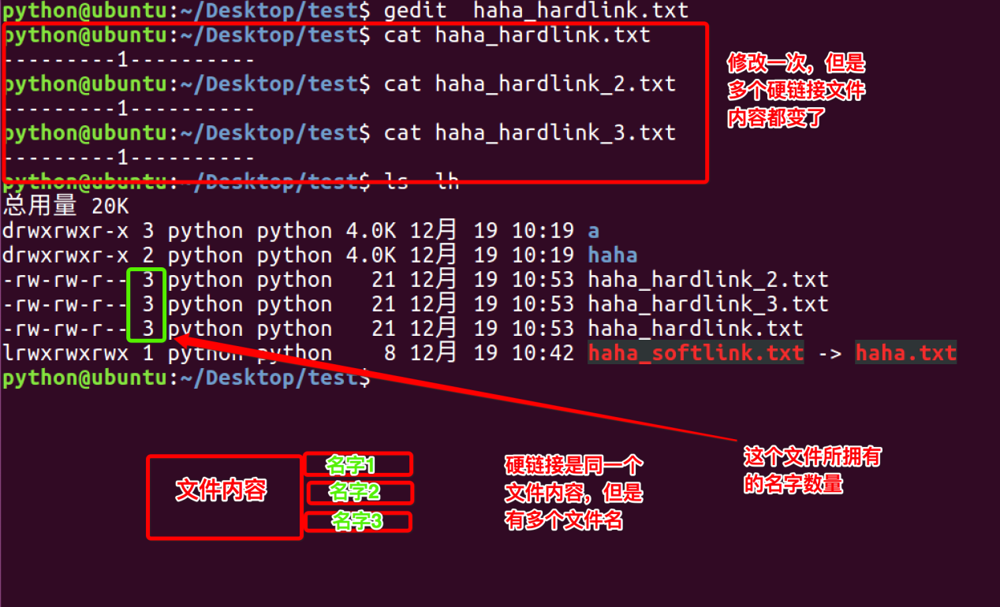 python@ubuntu:~/Desktop/test$ gedit  haha_hardlink.txt
python@ubuntu:~/Desktop/test$ cat haha_hardlink.txt
---------1----------
python@ubuntu:~/Desktop/test$ cat haha_hardlink_2.txt
---------1----------
python@ubuntu:~/Desktop/test$ cat haha_hardlink_3.txt
---------1----------
python@ubuntu:~/Desktop/test$ ls -lh
修改一次，但是
多个硬链接文件
内容都变了
总用量 20K
drwxrwxr-x 3 python python 4.0K 12月 19 10:19 a
drwxrwxr-x 2 python python 4.0K 12月 19 10:19 haha
-rw-rw-r-- 3 python python   21 12月 19 10:53 haha_hardlink_2.txt
-rw-rw-r-- 3 python python   21 12月 19 10:53 haha_hardlink_3.txt
-rw-rw-r-- 3 python python   21 12月 19 10:53 haha_hardlink.txt
lrwxrwxrwx 1 python python    8 12月 19 10:42 haha_softlink.txt -> haha.txt
python@ubuntu:~/Desktop/test$
文件内容
名字1
名字2
名字3
硬链接是同一个
文件内容，但是
有多个文件名
这个文件所拥有
的名字数量